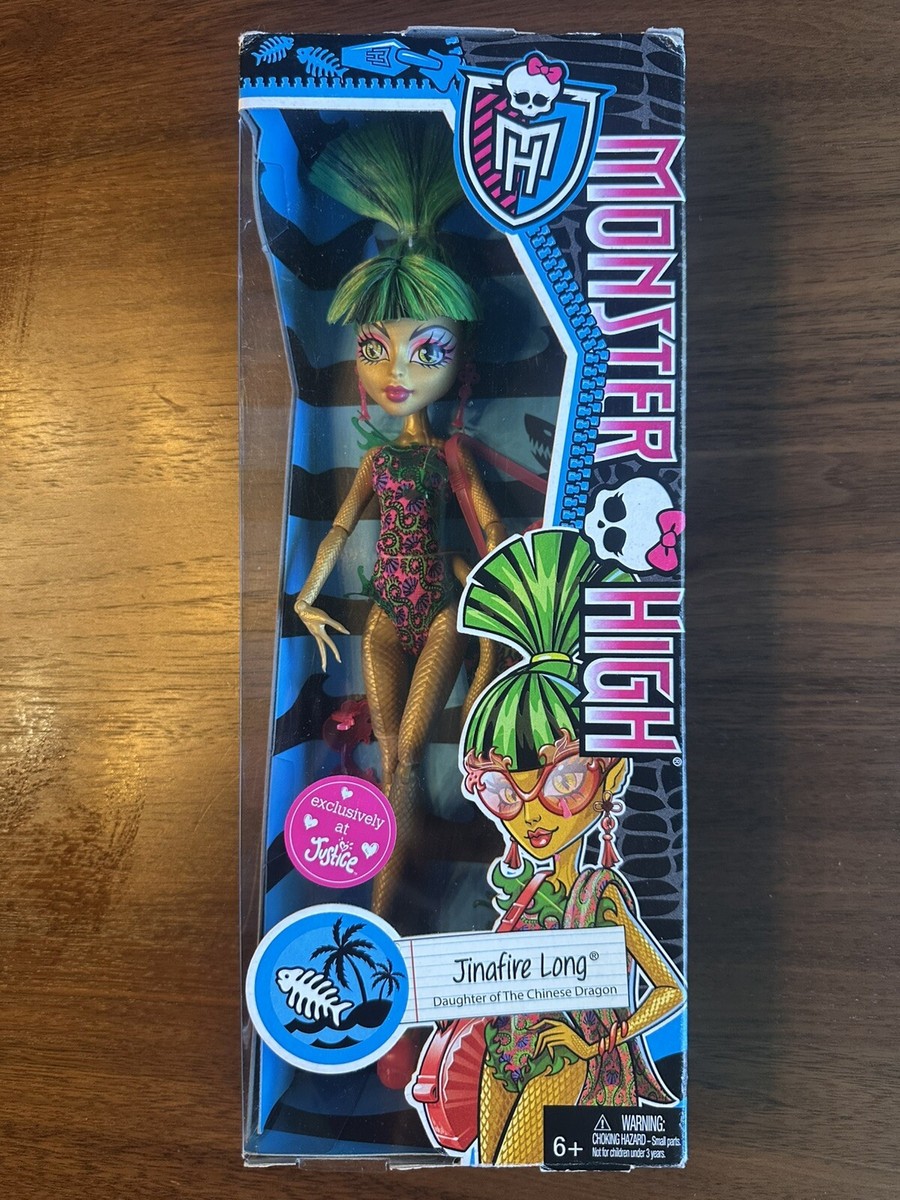 MH
MONSTER HIGH®
exclusively
at
Justice™
Jinafire Long®
Daughter of The Chinese Dragon
6+
WARNING:
CHOKING HAZARD – Small parts.
Not for children under 3 years.